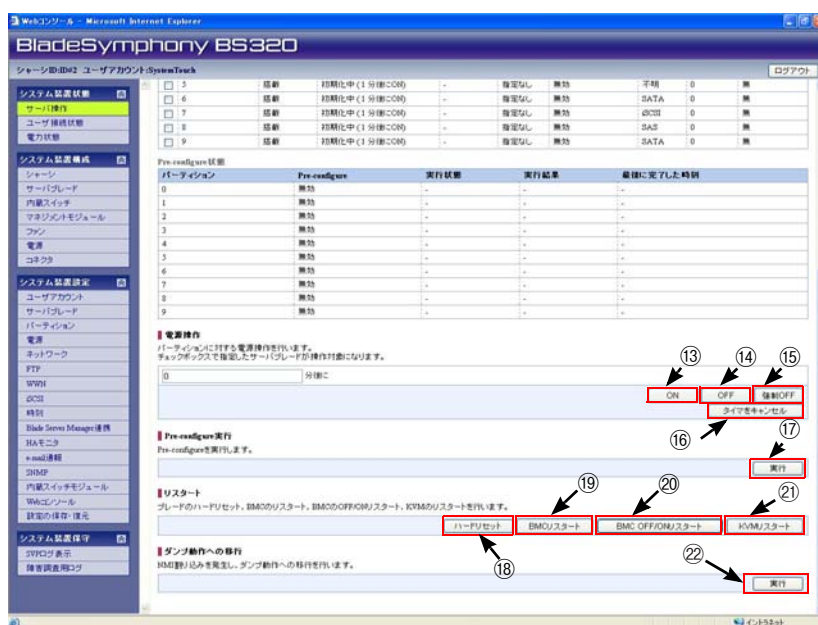 Webコンソール - Microsoft Internet Explorer
BladeSymphony BS320
シャーシID:ID#2 ユーザアカウント:SystemTouch
ログアウト
システム装置状態
サーバ操作
ユーザ接続状態
電力状態
システム装置構成
シャーシ
サーバブレード
内蔵スイッチ
マネジメントモジュール
ファン
電源
コネクタ
システム装置設定
ユーザアカウント
サーバブレード
パーティション
電源
ネットワーク
FTP
WWN
iSCSI
時刻
Blade Server Manager連携
HAモニタ
e-mail通報
SNMP
内蔵スイッチモジュール
Webコンソール
設定の保存・復元
システム装置保守
SVPログ表示
障害調査用ログ
5 搭載 初期化中 (1 分後にON) - 指定なし 無効 不明 0 無
6 搭載 初期化中 (1 分後にON) - 指定なし 無効 SATA 0 無
7 搭載 初期化中 (1 分後にON) - 指定なし 無効 iSCSI 0 無
8 搭載 初期化中 (1 分後にON) - 指定なし 無効 SAS 0 無
9 搭載 初期化中 (1 分後にON) - 指定なし 無効 SATA 0 無
Pre-configure状態
パーティション Pre-configure 実行状態 実行結果 最後に完了した時刻
0 無効 - - -
1 無効 - - -
2 無効 - - -
3 無効 - - -
4 無効 - - -
5 無効 - - -
6 無効 - - -
7 無効 - - -
8 無効 - - -
9 無効 - - -
電源操作
パーティションに対する電源操作を行います。
チェックボックスで指定したサーバブレードが操作対象になります。
0 分後に
⑬ ⑭ ⑮
ON OFF 強制OFF
タイマをキャンセル
⑯ ⑰
Pre-configure実行
Pre-configureを実行します。
実行
リスタート
ブレードのハードリセット、BMCのリスタート、BMCのOFF/ONリスタート、KVMのリスタートを行います。
⑲ ⑳ ㉑
ハードリセット BMCリスタート BMC OFF/ONリスタート KVMリスタート
⑱
ダンプ動作への移行
NMI割り込みを発生し、ダンプ動作への移行を行います。
㉒
実行
イントラネット